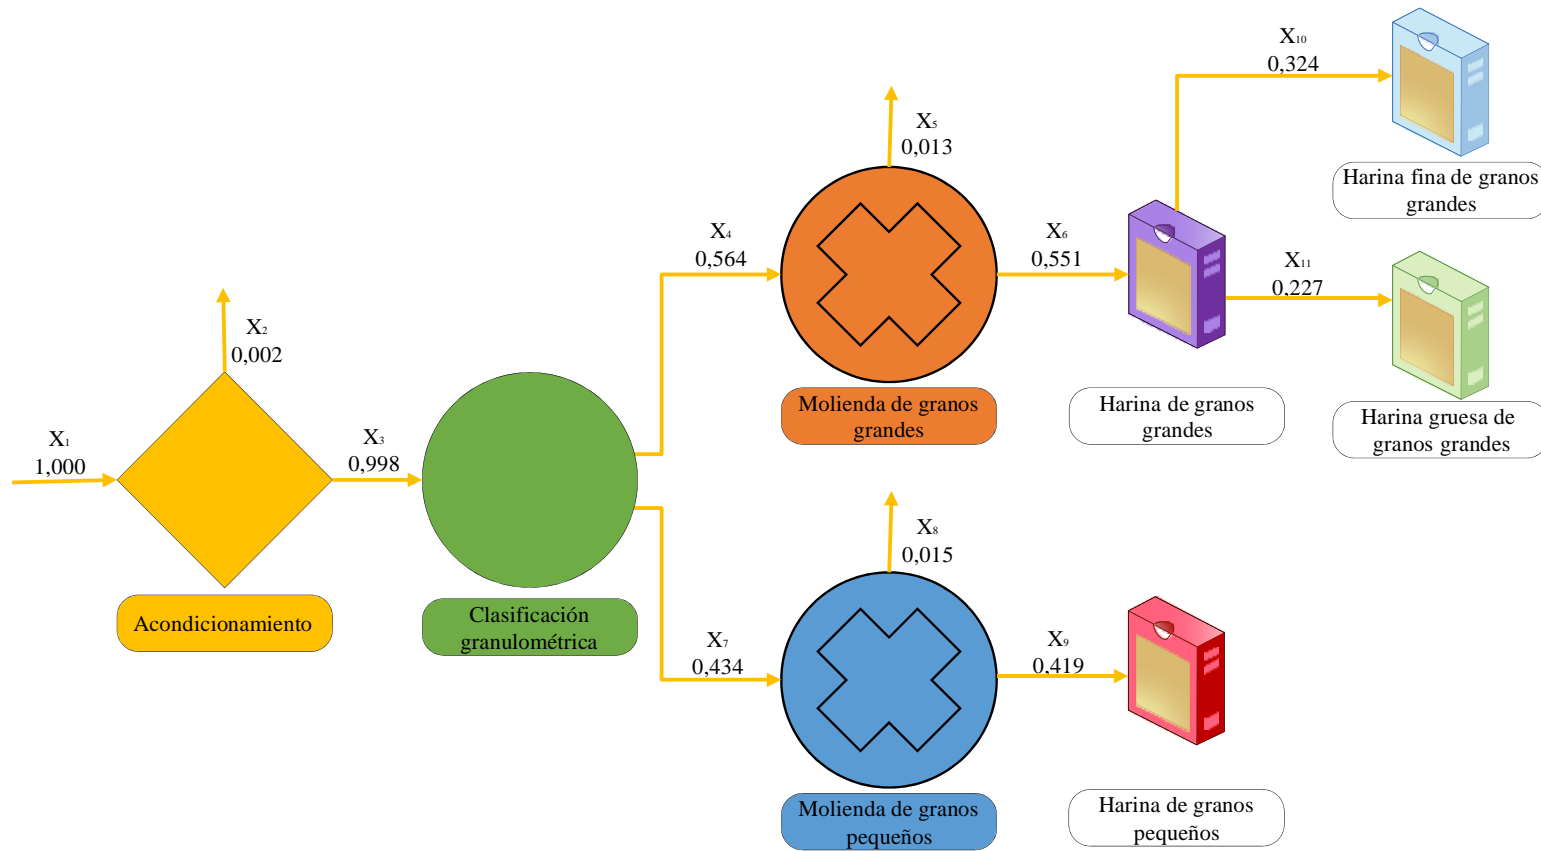 X₁
1,000
X₂
0,002
X₃
0,998
Acondicionamiento
Clasificación
granulométrica
X₄
0,564
X₅
0,013
X₆
0,551
Molienda de granos
grandes
Harina de granos
grandes
X₁₀
0,324
Harina fina de granos
grandes
X₁₁
0,227
Harina gruesa de
granos grandes
X₇
0,434
X₈
0,015
X₉
0,419
Molienda de granos
pequeños
Harina de granos
pequeños